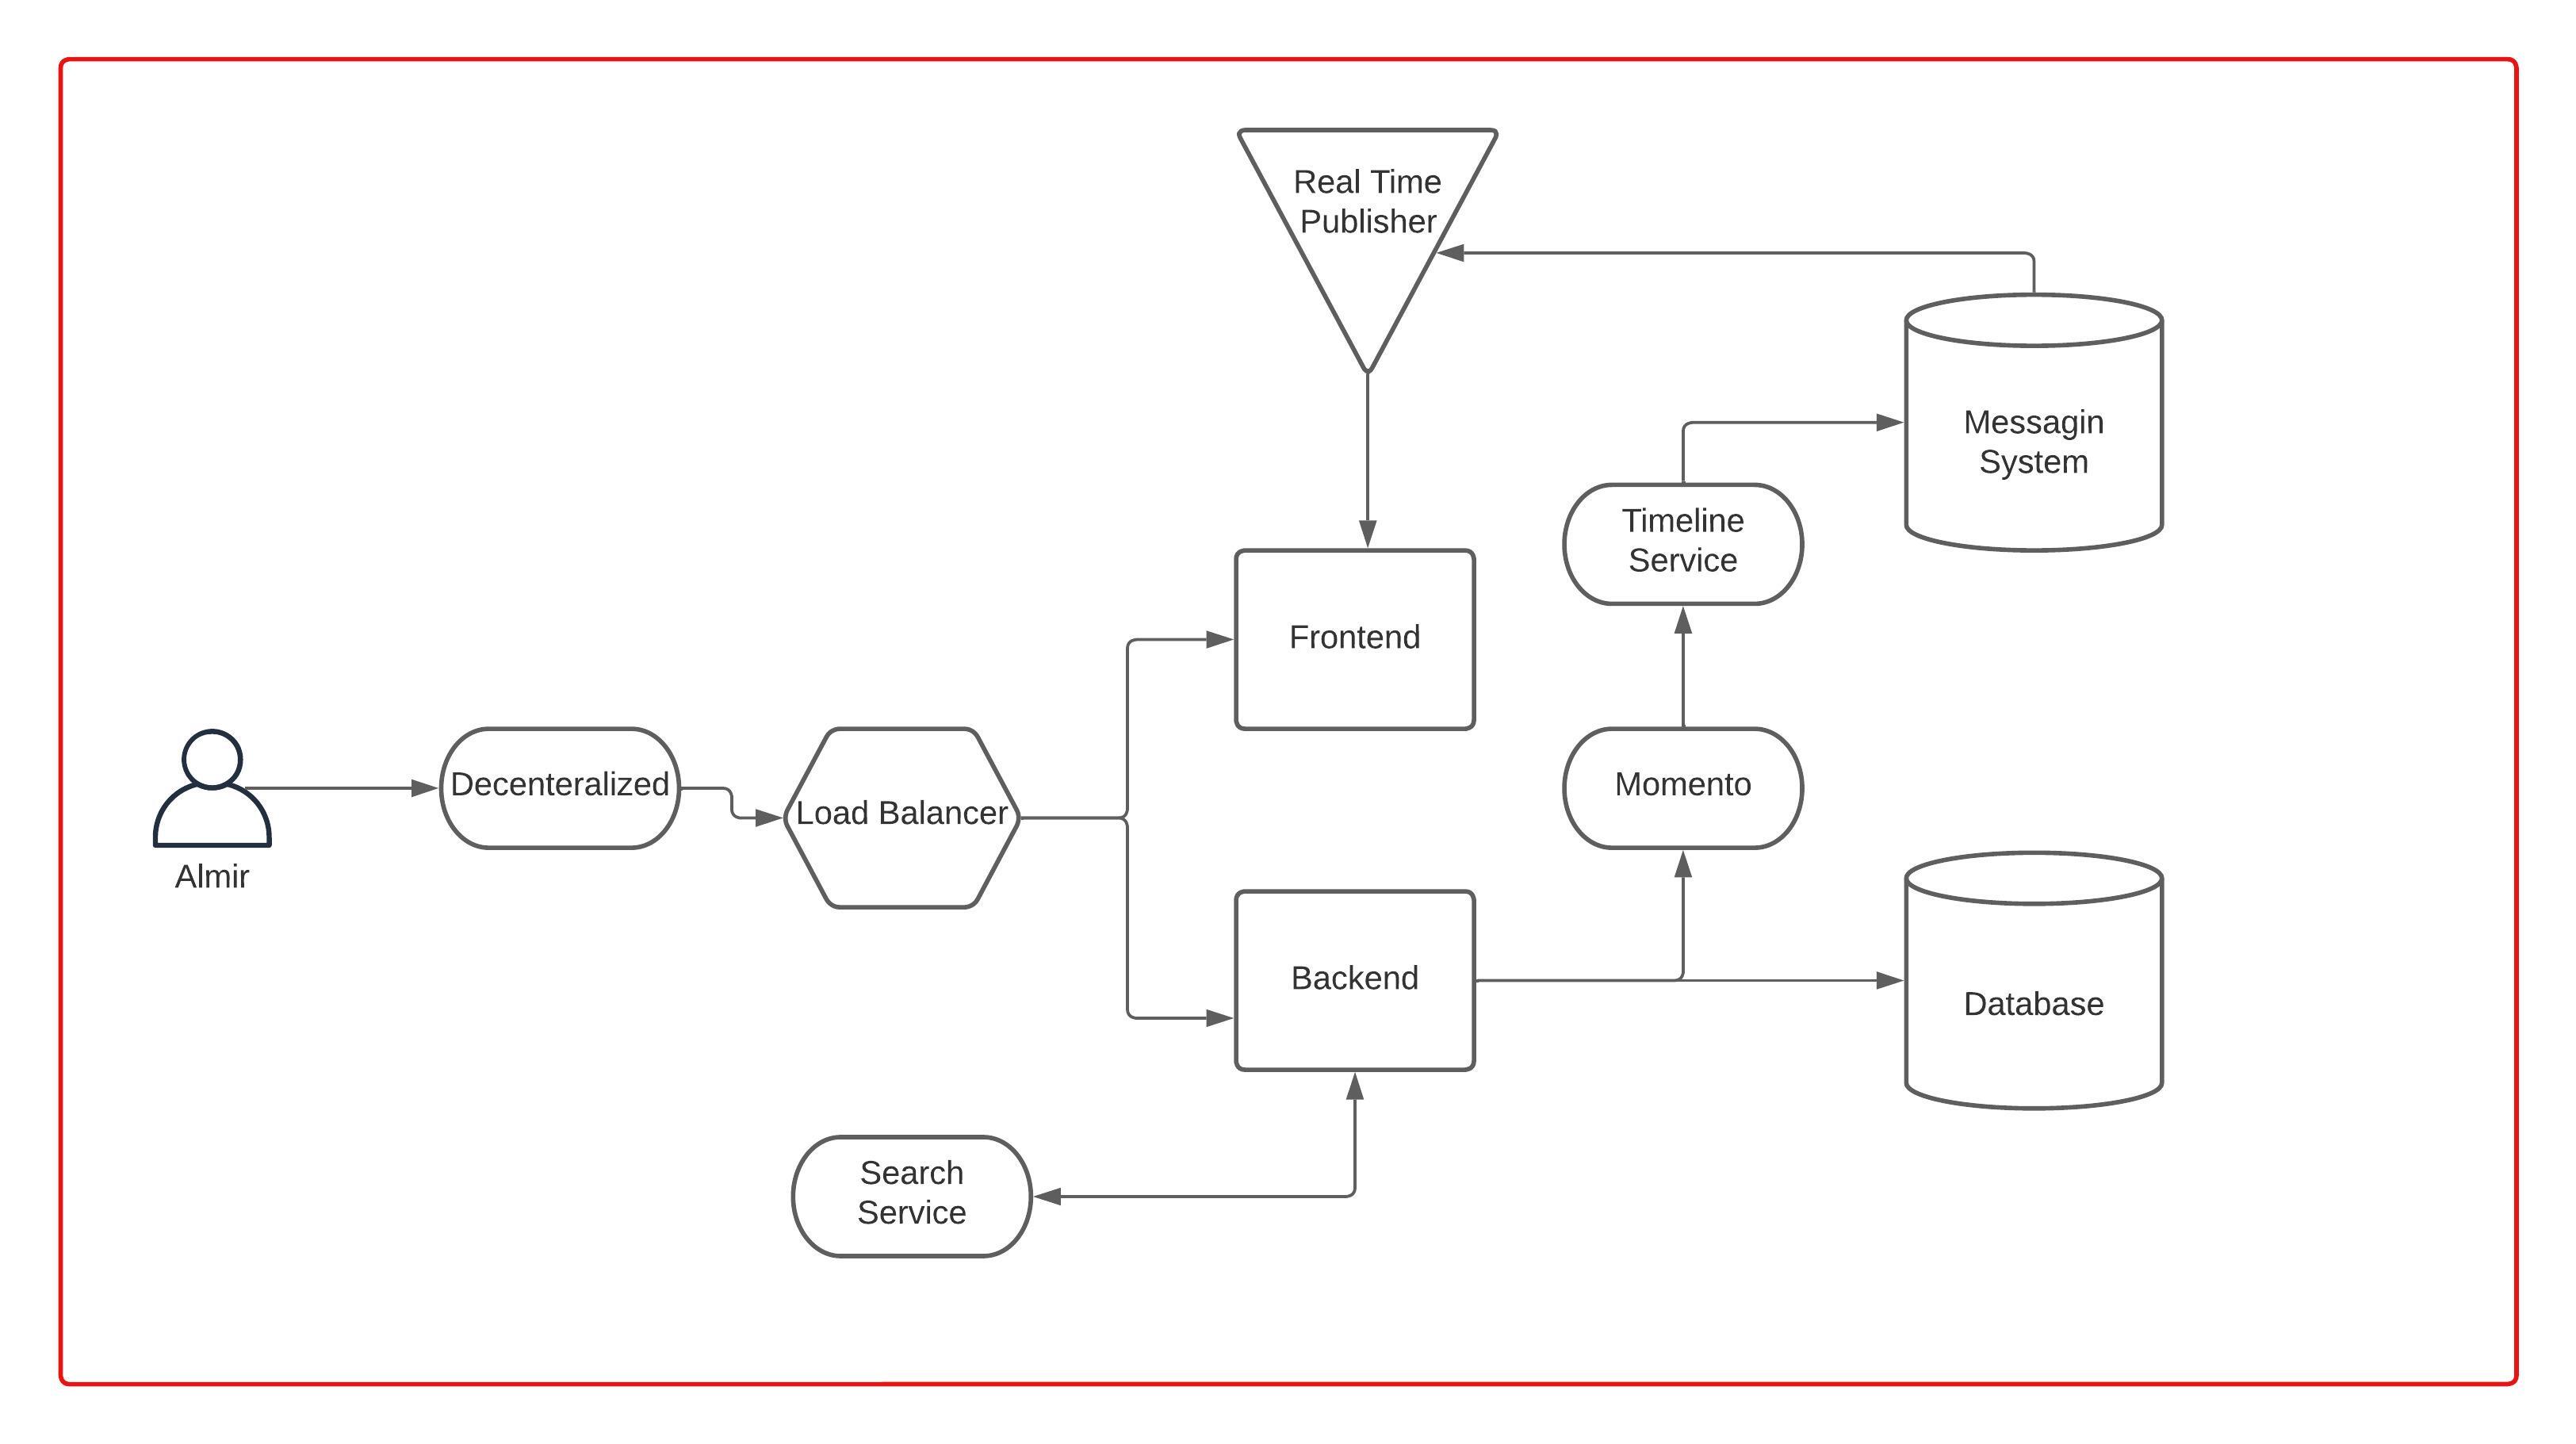 Real Time
Publisher
Messagin
System
Timeline
Service
Frontend
Decenteralized
Load Balancer
Momento
Almir
Backend
Database
Search
Service